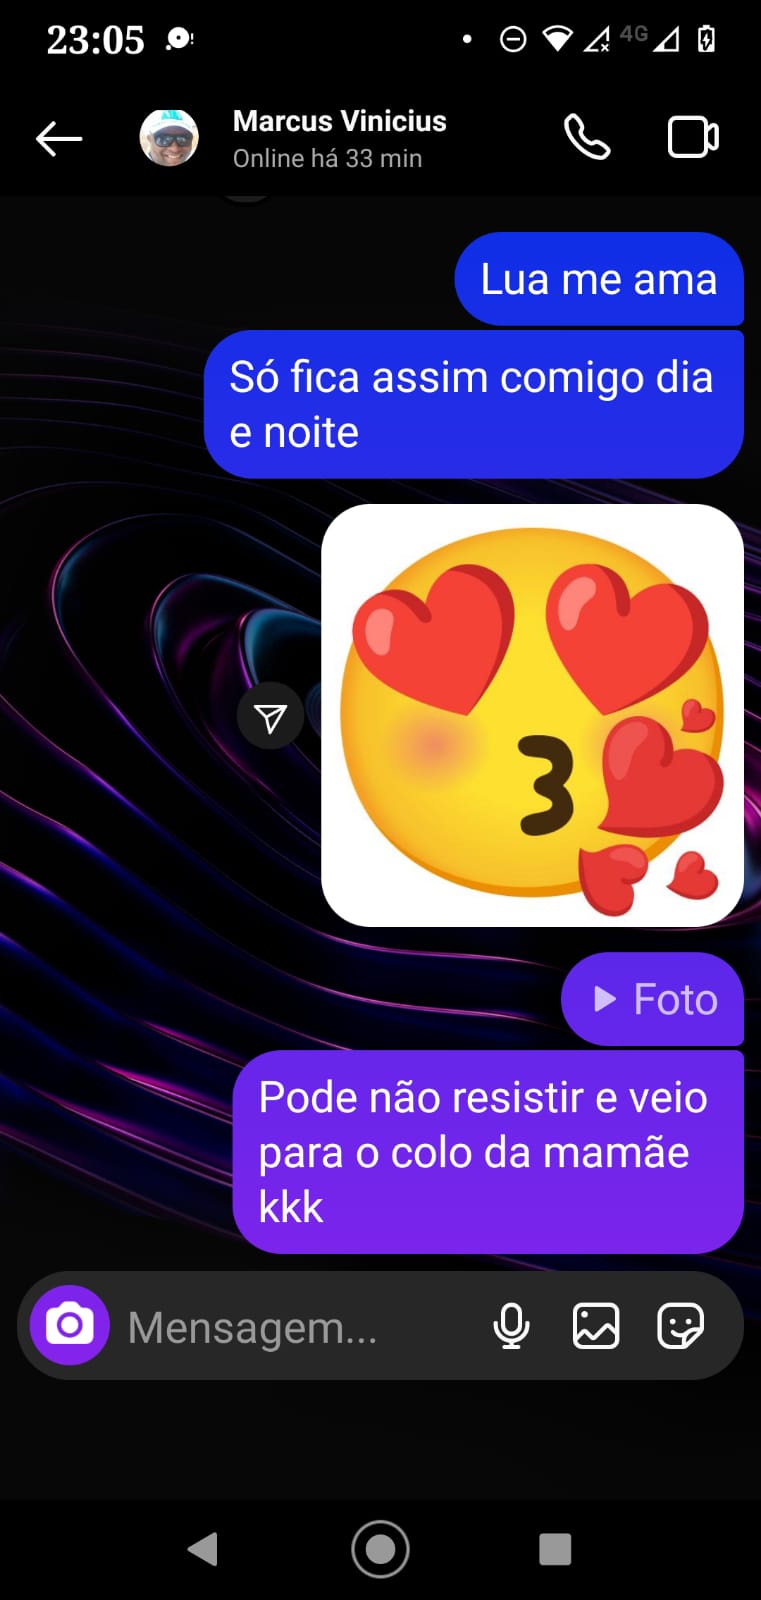 23:05
4G
Marcus Vinicius
Online há 33 min
Lua me ama
Só fica assim comigo dia
e noite
Foto
Pode não resistir e veio
para o colo da mamãe
kkk
Mensagem...